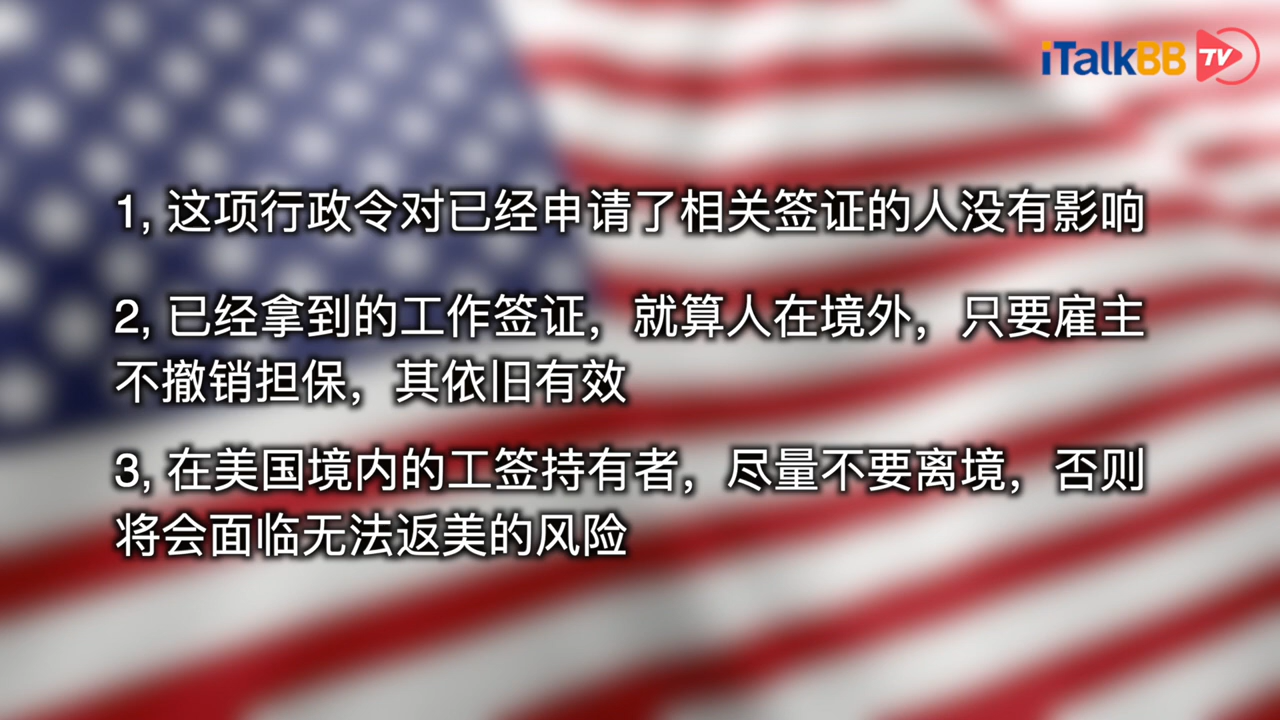 iTalkBB TV
1, 这项行政令对已经申请了相关签证的人没有影响
2, 已经拿到的工作签证，就算人在境外，只要雇主
不撤销担保，其依旧有效
3, 在美国境内的工签持有者，尽量不要离境，否则
将会面临无法返美的风险